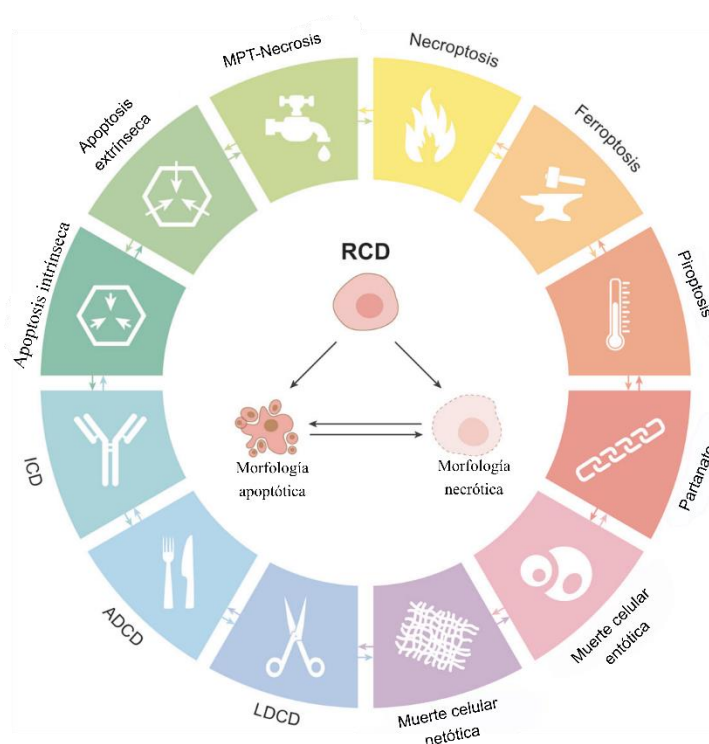 MPT-Necrosis
Necroptosis
Ferroptosis
Piroptosis
Partanato
Muerte celular
entótica
Muerte celular
netótica
LDCD
ADCD
ICD
Apoptosis intrínseca
Apoptosis
extrínseca
RCD
Morfología
apoptótica
Morfología
necrótica